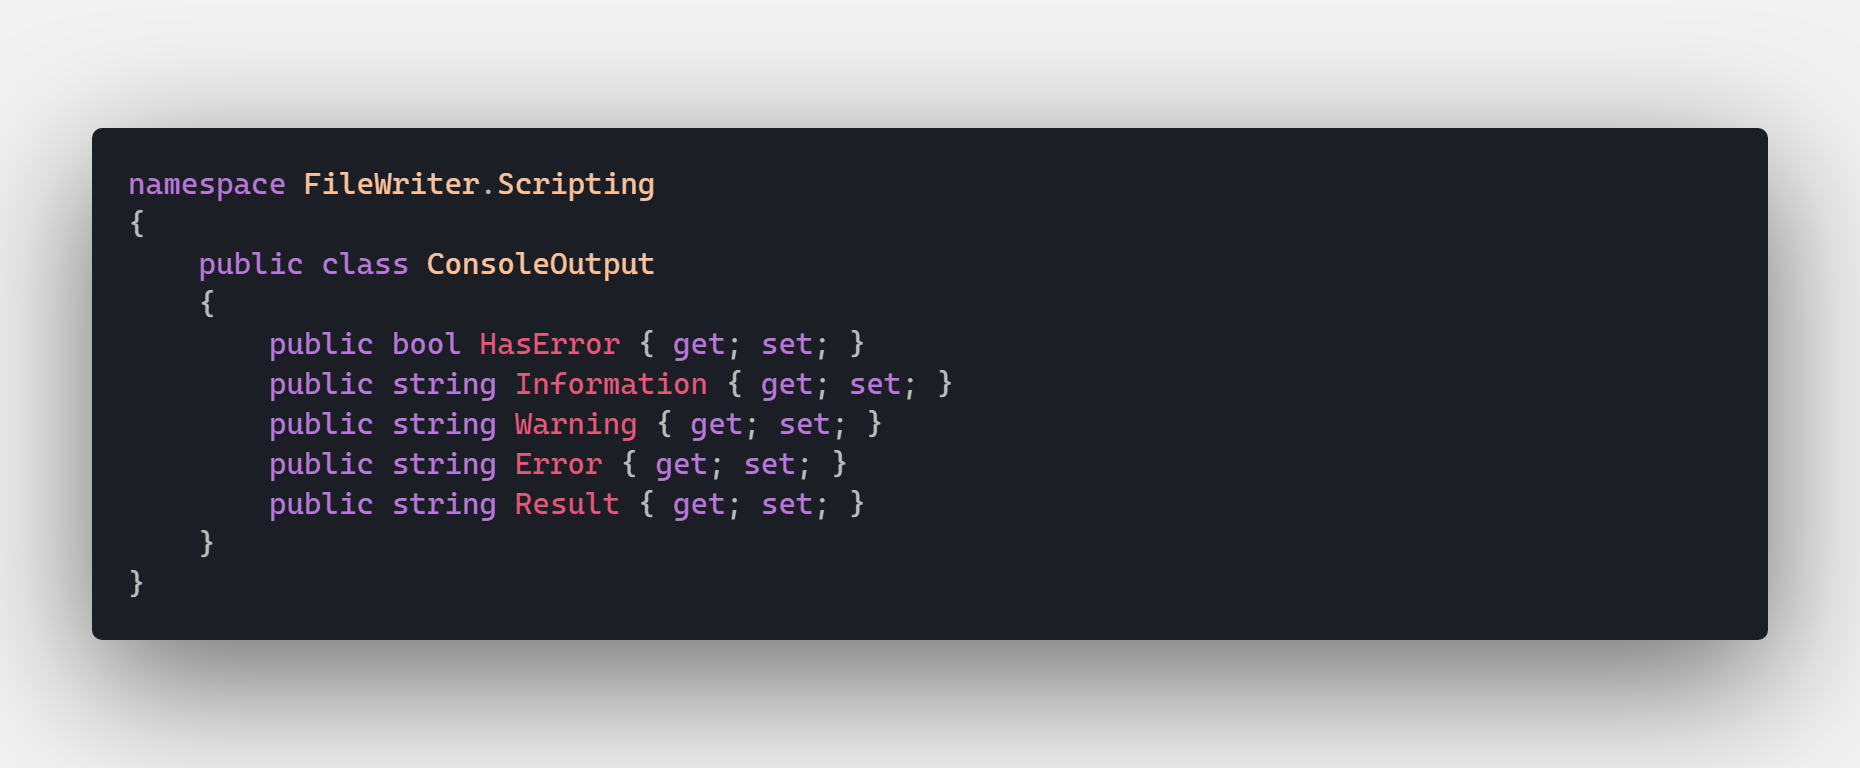 namespace FileWriter.Scripting
{
    public class ConsoleOutput
    {
        public bool HasError { get; set; }
        public string Information { get; set; }
        public string Warning { get; set; }
        public string Error { get; set; }
        public string Result { get; set; }
    }
}